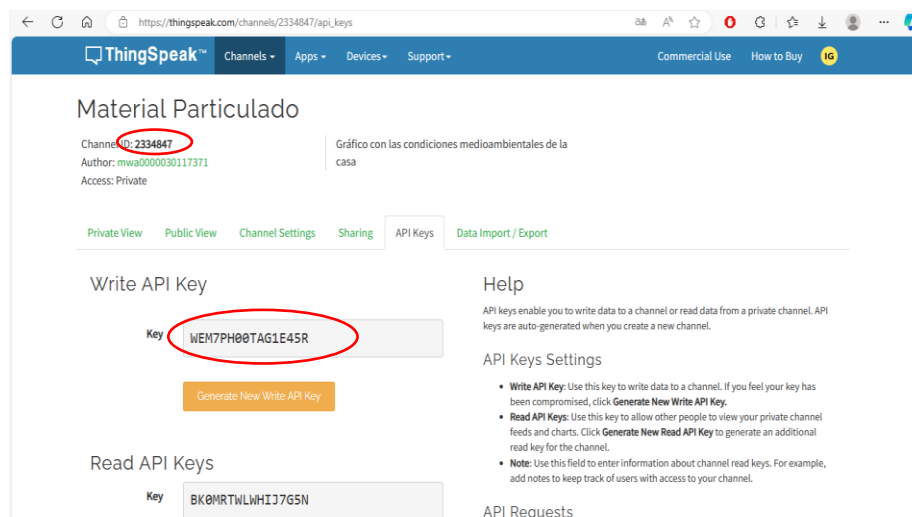 https://thingspeak.com/channels/2334847/api_keys
ThingSpeak™ Channels Apps Devices Support Commercial Use How to Buy IG
Material Particulado
Channel ID: 2334847
Author: mwa0000030117371
Access: Private
Gráfico con las condiciones medioambientales de la
casa
Private View Public View Channel Settings Sharing API Keys Data Import / Export
Write API Key
Key WEM7PH00TAG1E45R
Generate New Write API Key
Read API Keys
Key BK0MRTWLWHIJ7G5N
Help
API keys enable you to write data to a channel or read data from a private channel. API
keys are auto-generated when you create a new channel.
API Keys Settings
• Write API Key: Use this key to write data to a channel. If you feel your key has
been compromised, click Generate New Write API Key.
• Read API Keys: Use this key to allow other people to view your private channel
feeds and charts. Click Generate New Read API Key to generate an additional
read key for the channel.
• Note: Use this field to enter information about channel read keys. For example,
add notes to keep track of users with access to your channel.
API Requests